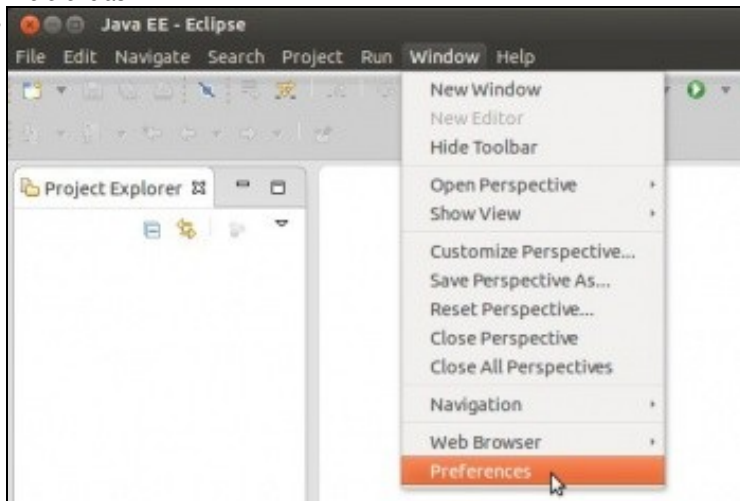 Java EE - Eclipse
File Edit Navigate Search Project Run Window Help
New Window
New Editor
Hide Toolbar
Project Explorer
Open Perspective
Show View
Customize Perspective...
Save Perspective As...
Reset Perspective...
Close Perspective
Close All Perspectives
Navigation
Web Browser
Preferences